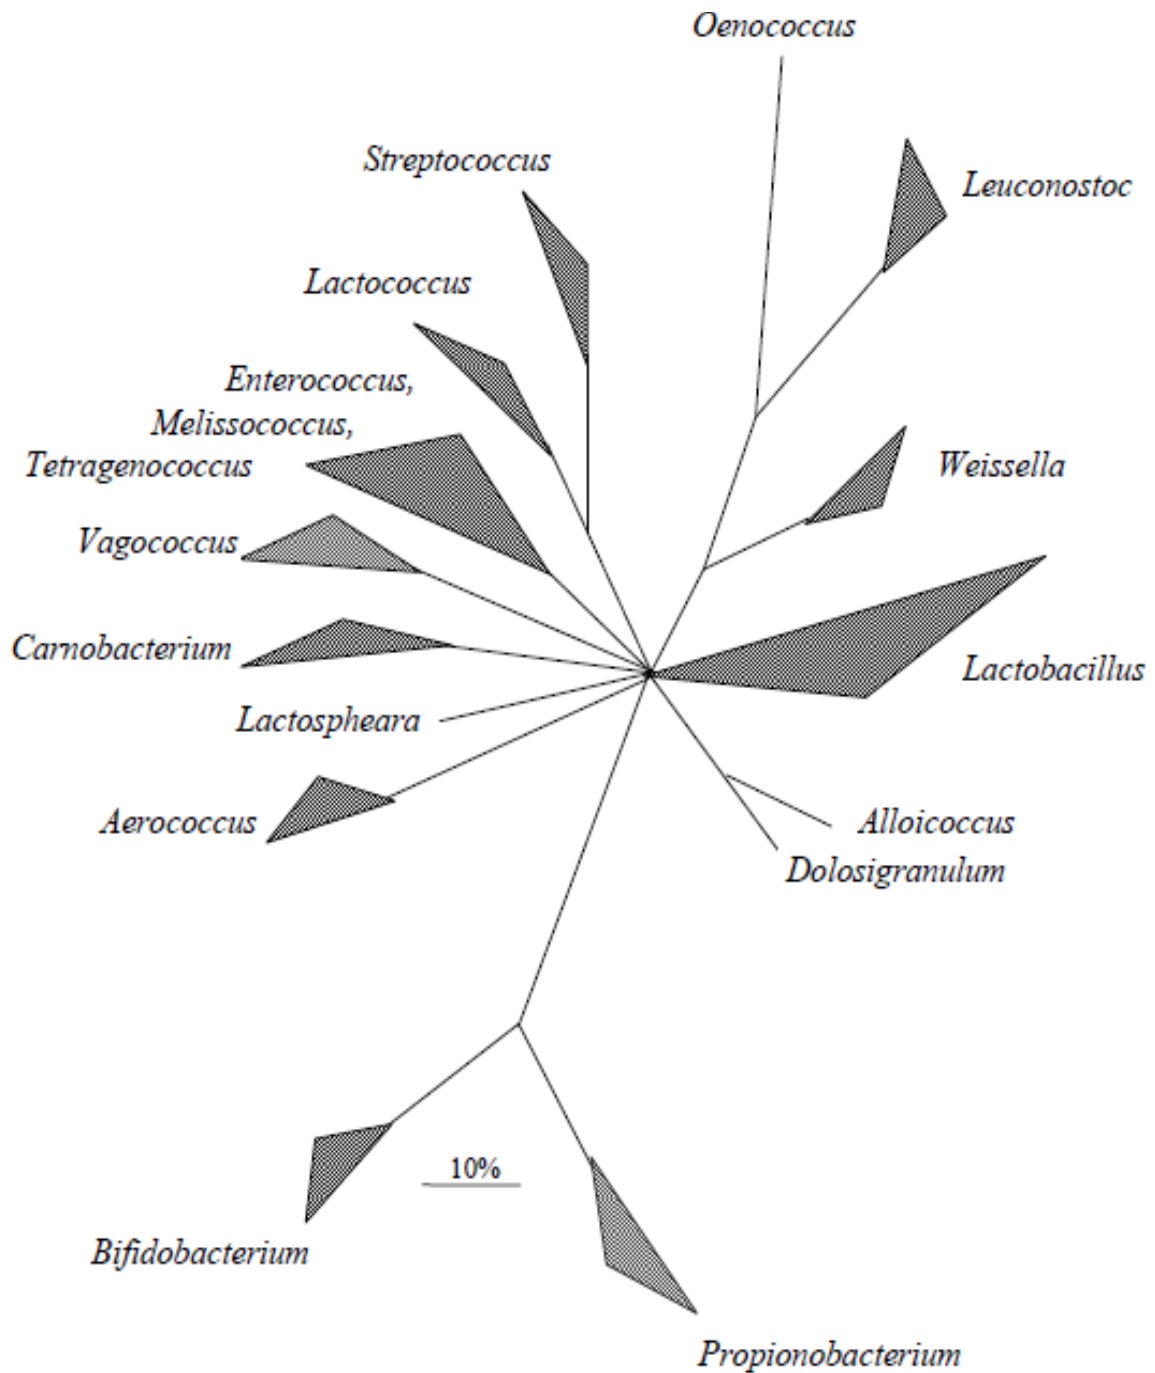 Oenococcus
Streptococcus
Leuconostoc
Lactococcus
Enterococcus,
Melissococcus,
Tetragenococcus
Weissella
Vagococcus
Carnobacterium
Lactobacillus
Lactospheara
Aerococcus
Alloicoccus
Dolosigranulum
10%
Bifidobacterium
Propionobacterium